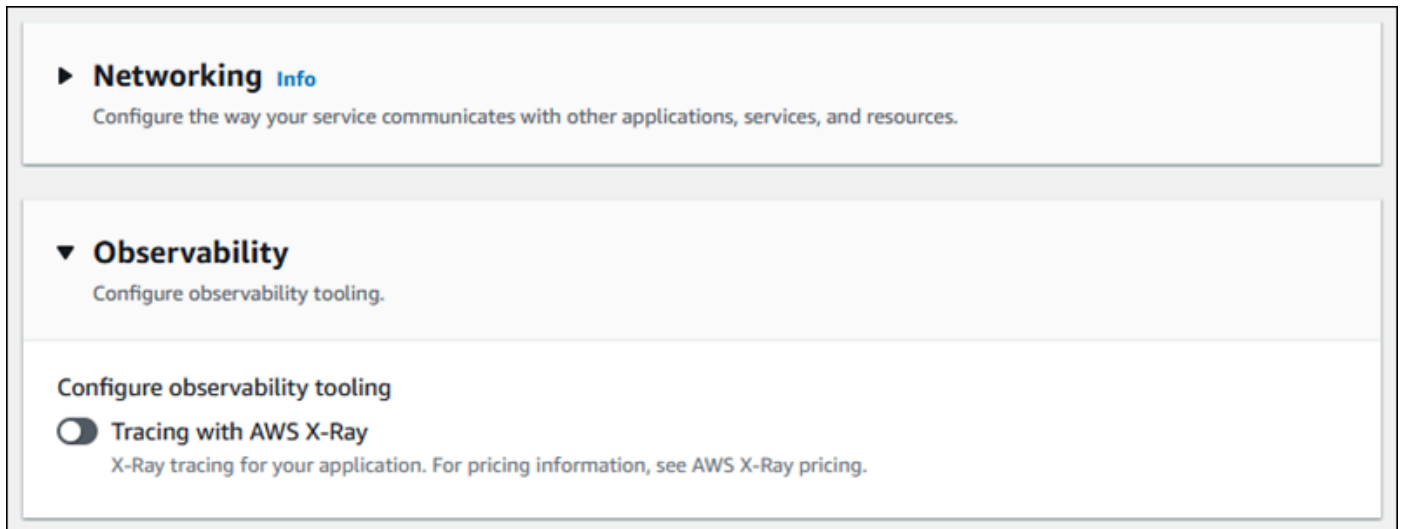 Networking Info
Configure the way your service communicates with other applications, services, and resources.
Observability
Configure observability tooling.
Configure observability tooling
Tracing with AWS X-Ray
X-Ray tracing for your application. For pricing information, see AWS X-Ray pricing.